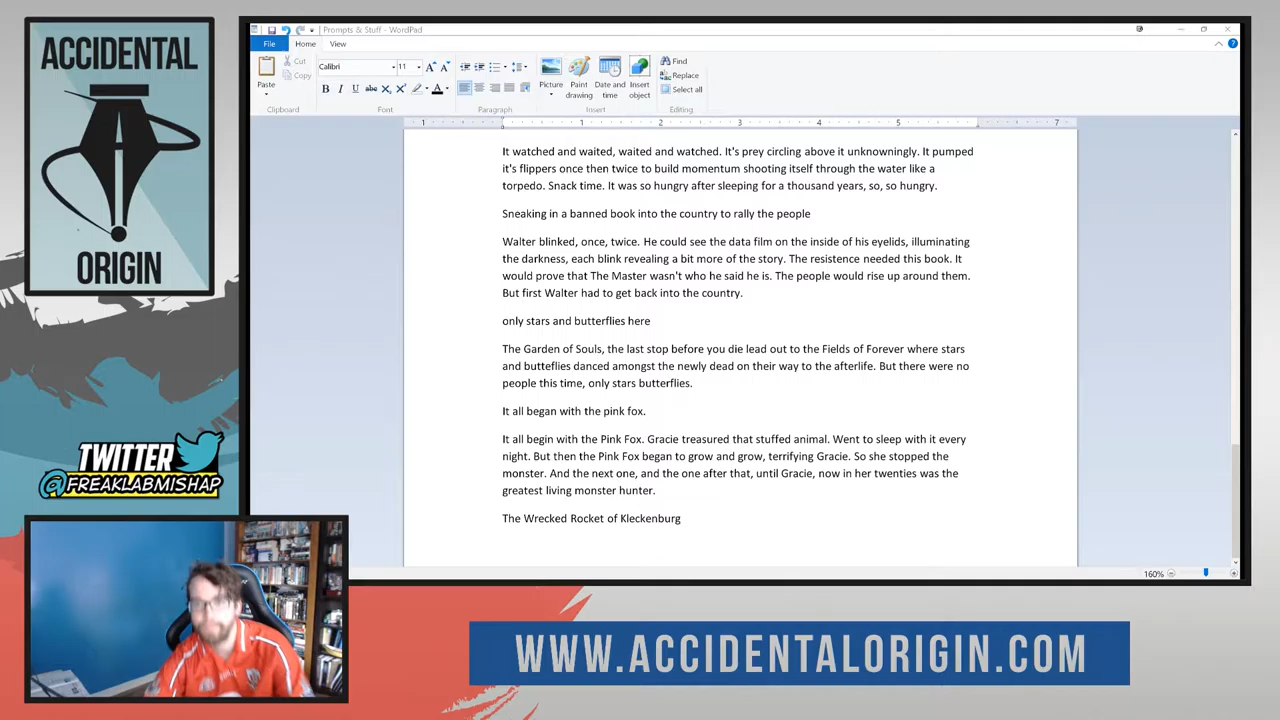 ACCIDENTAL
ORIGIN
Prompts & Stuff - WordPad
File
Home
View
Paste
Cut
Copy
Clipboard
Calibri
11
Font
Paragraph
Picture
Paint
drawing
Date and
time
Insert
object
Insert
Find
Replace
Select all
Editing
1
1
2
3
4
5
7
It watched and waited, waited and watched. It's prey circling above it unknowningly. It pumped
it's flippers once then twice to build momentum shooting itself through the water like a
torpedo. Snack time. It was so hungry after sleeping for a thousand years, so, so hungry.
Sneaking in a banned book into the country to rally the people
Walter blinked, once, twice. He could see the data film on the inside of his eyelids, illuminating
the darkness, each blink revealing a bit more of the story. The resistence needed this book. It
would prove that The Master wasn't who he said he is. The people would rise up around them.
But first Walter had to get back into the country.
only stars and butterflies here
The Garden of Souls, the last stop before you die lead out to the Fields of Forever where stars
and butteflies danced amongst the newly dead on their way to the afterlife. But there were no
people this time, only stars butterflies.
It all began with the pink fox.
It all begin with the Pink Fox. Gracie treasured that stuffed animal. Went to sleep with it every
night. But then the Pink Fox began to grow and grow, terrifying Gracie. So she stopped the
monster. And the next one, and the one after that, until Gracie, now in her twenties was the
greatest living monster hunter.
The Wrecked Rocket of Kleckenburg
160%
TWITTER
@FREAKLABMISHAP
WWW.ACCIDENTALORIGIN.COM